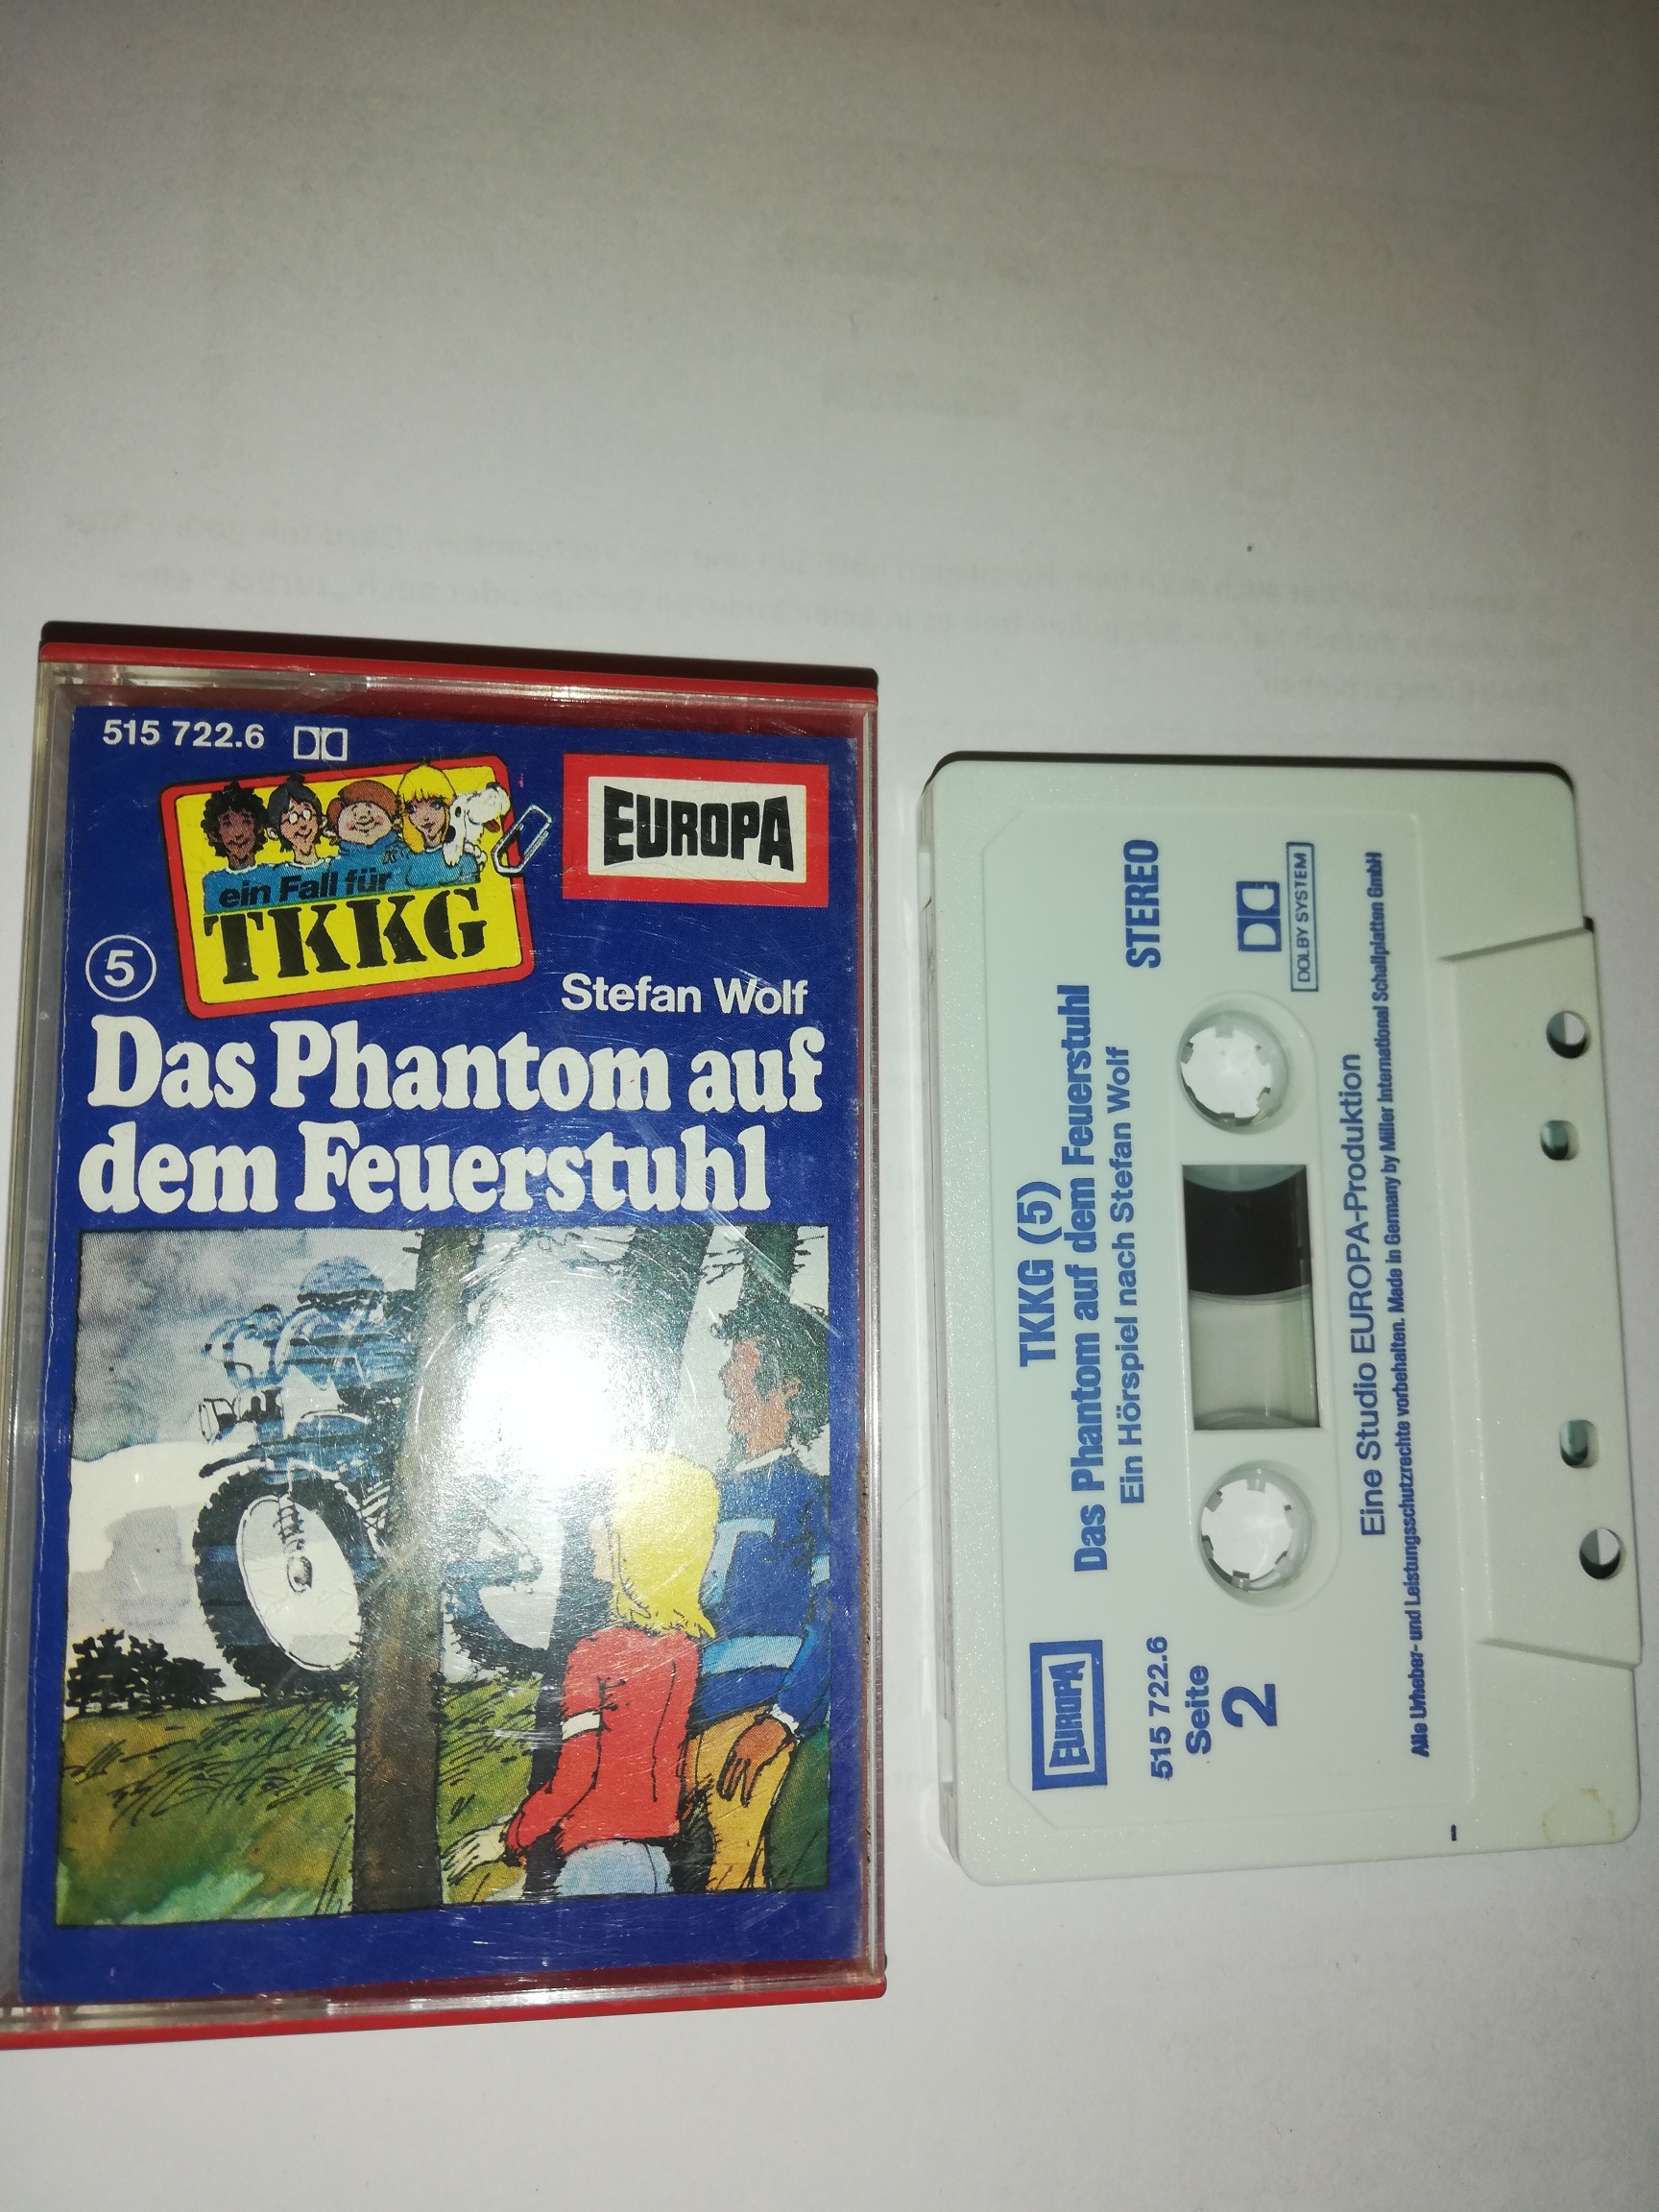 515 722.6
ein Fall für
TKKG
EUROPA
5
Stefan Wolf
Das Phantom auf
dem Feuerstuhl
TKKG (5)
Das Phantom auf dem Feuerstuhl
Ein Hörspiel nach Stefan Wolf
STEREO
DOLBY SYSTEM
EUROPA
515 722.6
Seite
2
Eine Studio EUROPA-Produktion
Alle Urheber- und Leistungsschutzrechte vorbehalten. Made in Germany by Miller International Schallplatten GmbH